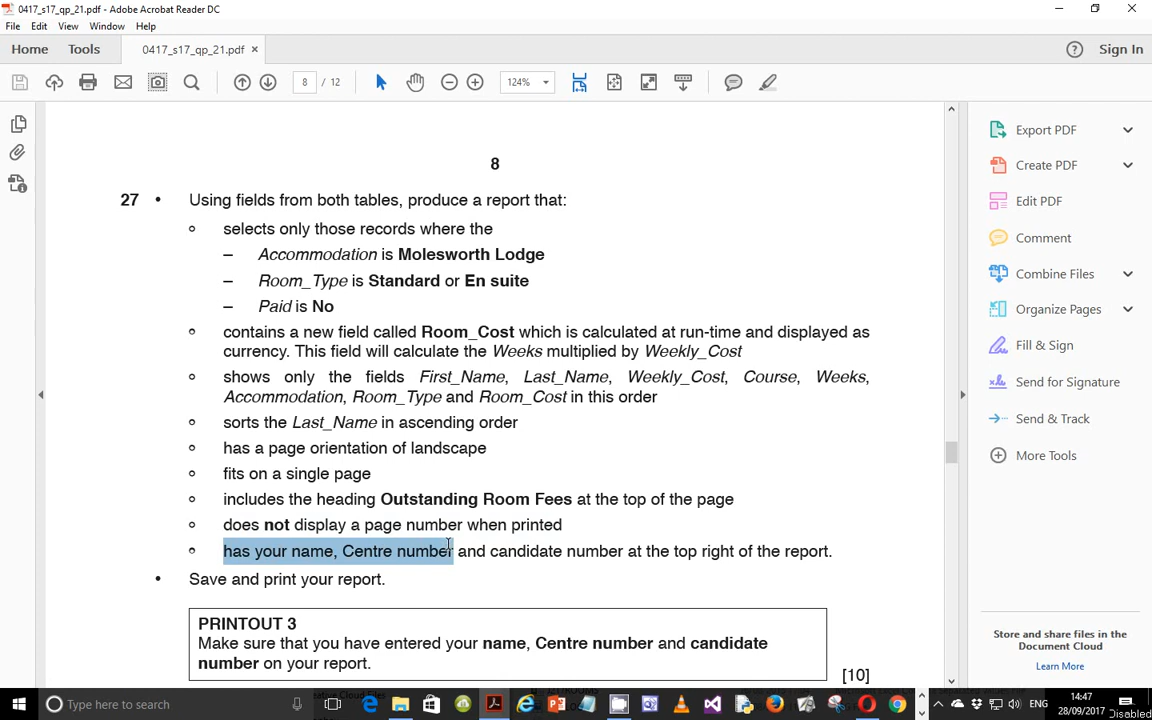 0417_s17_qp_21.pdf - Adobe Acrobat Reader DC
File Edit View Window Help
Home Tools 0417_s17_qp_21.pdf × Sign In
8 / 12 124%
8
27 • Using fields from both tables, produce a report that:
○ selects only those records where the
– Accommodation is Molesworth Lodge
– Room_Type is Standard or En suite
– Paid is No
○ contains a new field called Room_Cost which is calculated at run-time and displayed as
currency. This field will calculate the Weeks multiplied by Weekly_Cost
○ shows only the fields First_Name, Last_Name, Weekly_Cost, Course, Weeks,
Accommodation, Room_Type and Room_Cost in this order
○ sorts the Last_Name in ascending order
○ has a page orientation of landscape
○ fits on a single page
○ includes the heading Outstanding Room Fees at the top of the page
○ does not display a page number when printed
○ has your name, Centre number and candidate number at the top right of the report.
• Save and print your report.
PRINTOUT 3
Make sure that you have entered your name, Centre number and candidate
number on your report.
[10]
Export PDF
Create PDF
Edit PDF
Comment
Combine Files
Organize Pages
Fill & Sign
Send for Signature
Send & Track
More Tools
Store and share files in the
Document Cloud
Learn More
Type here to search
ENG
14:47
28/09/2017
Disabled